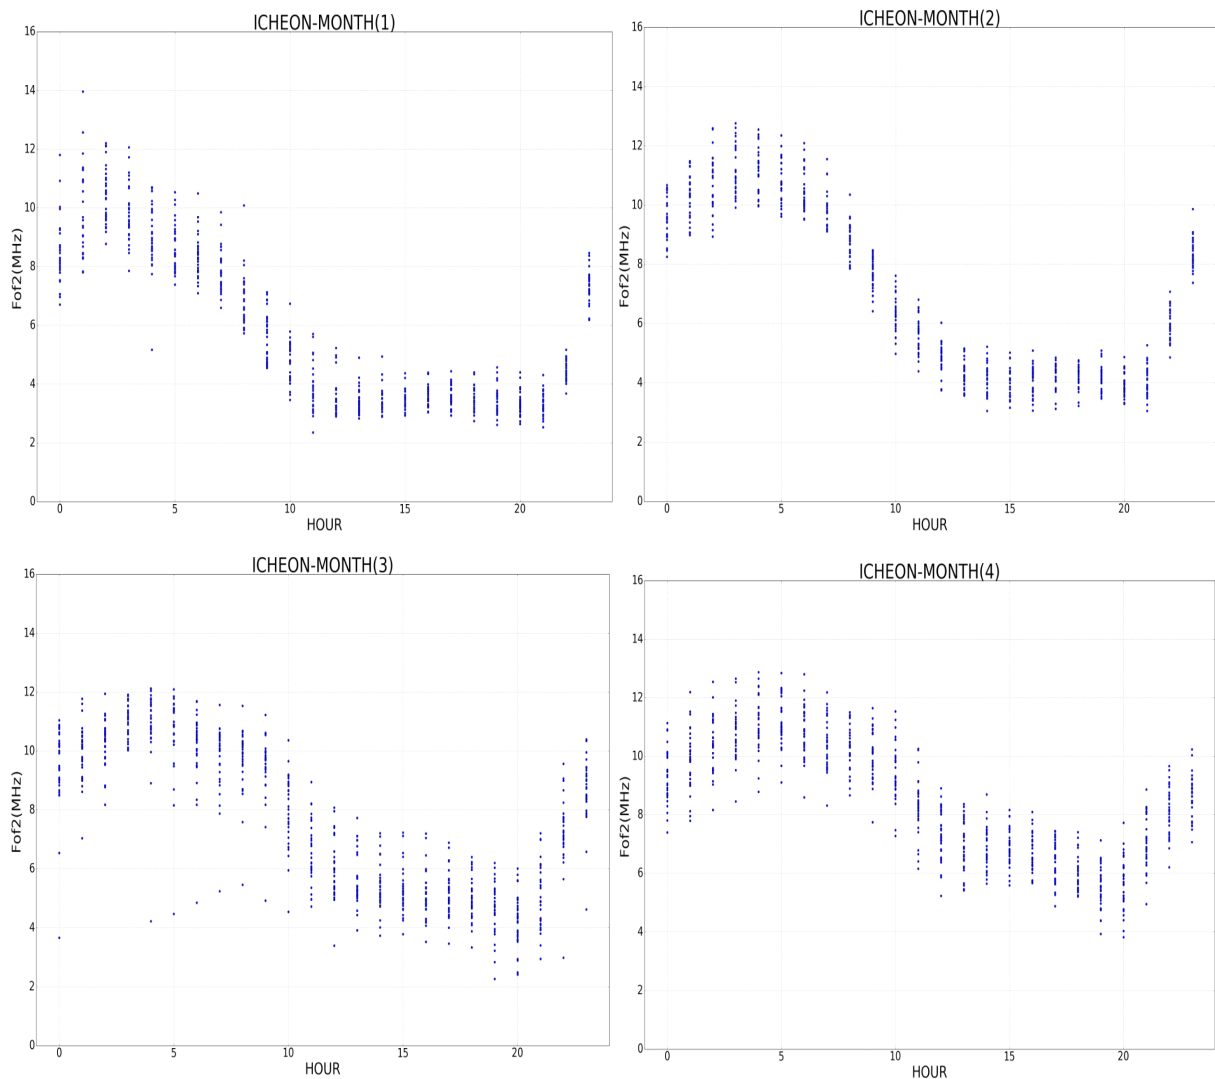 ICHEON-MONTH(1)
16
14
12
10
8
6
4
2
0
Fof2(MHz)
0 5 10 15 20
HOUR
ICHEON-MONTH(2)
16
14
12
10
8
6
4
2
0
Fof2(MHz)
0 5 10 15 20
HOUR
ICHEON-MONTH(3)
16
14
12
10
8
6
4
2
0
Fof2(MHz)
0 5 10 15 20
HOUR
ICHEON-MONTH(4)
16
14
12
10
8
6
4
2
0
Fof2(MHz)
0 5 10 15 20
HOUR